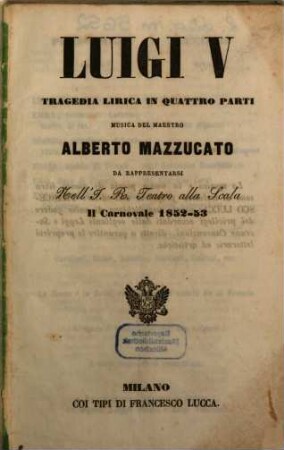 LUIGI V
TRAGEDIA LIRICA IN QUATTRO PARTI
MUSICA DEL MAESTRO
ALBERTO MAZZUCATO
DA RAPPRESENTARSI
Nell'I. R. Teatro alla Scala
Il Carnovale 1852-53
MILANO
COI TIPI DI FRANCESCO LUCCA.